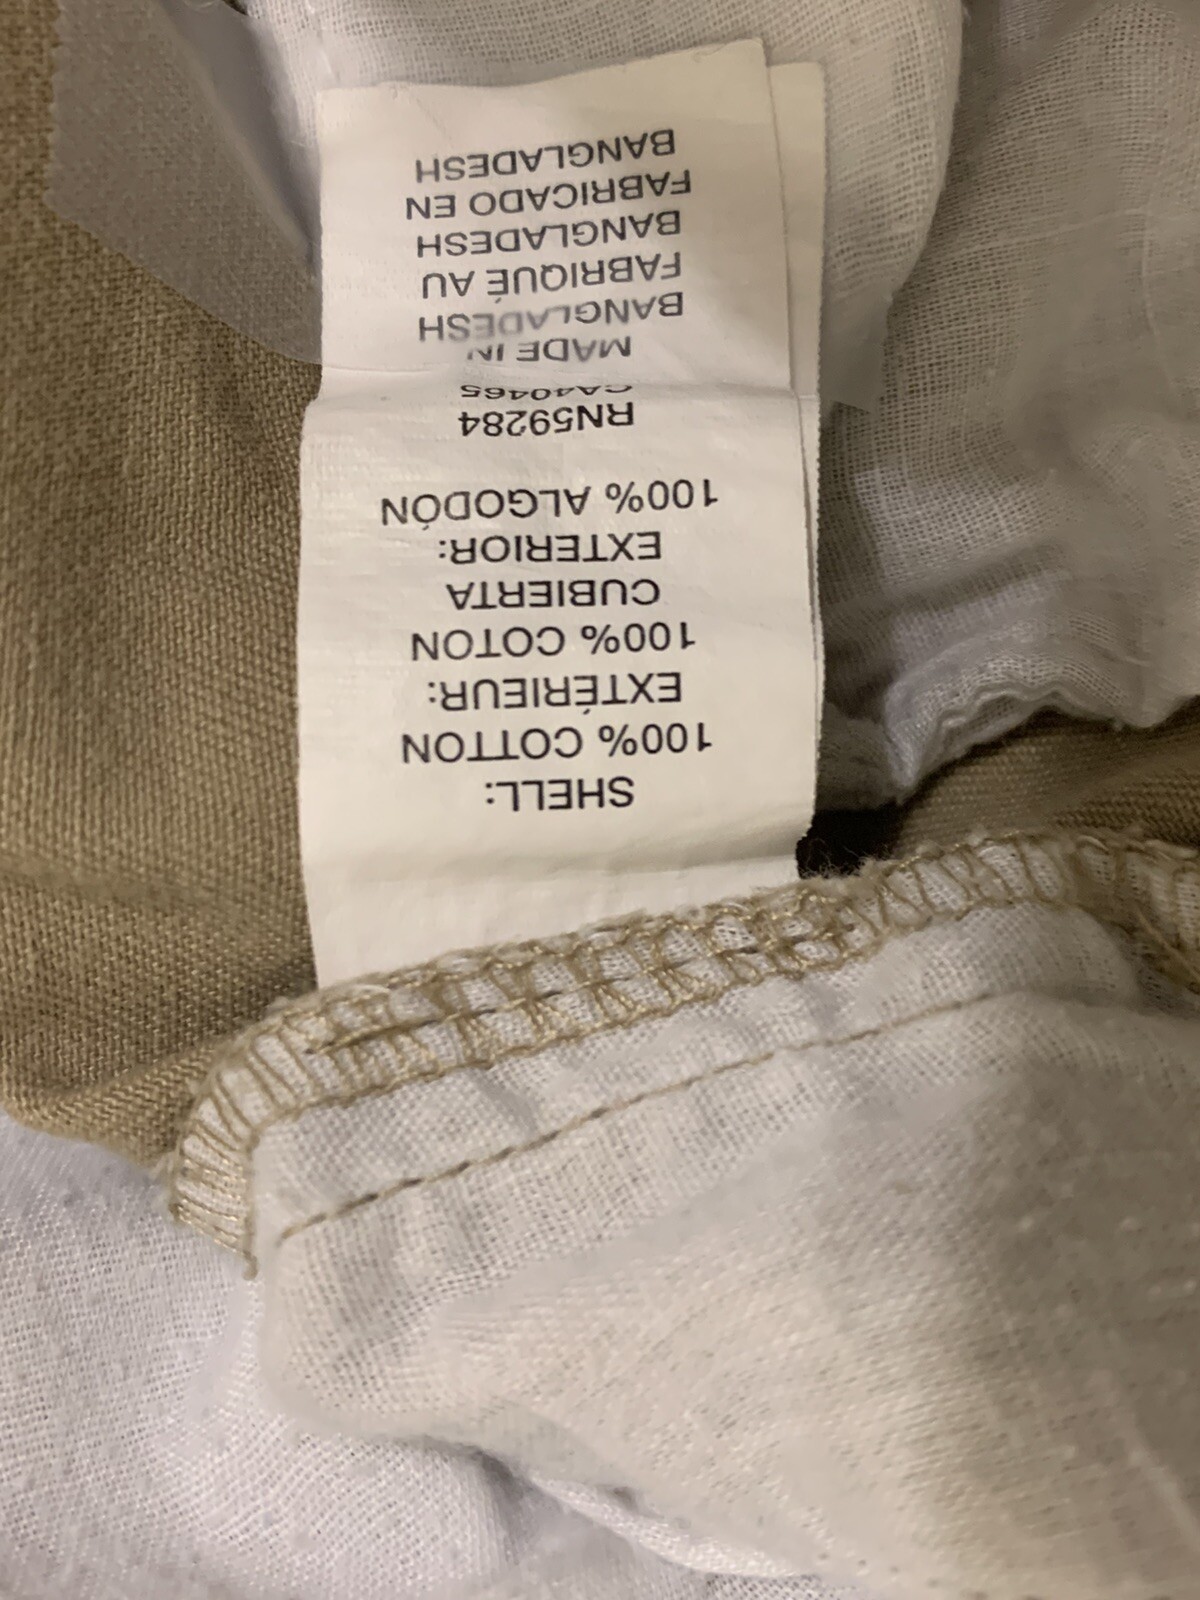 SHELL:
100% COTTON
EXTÉRIEUR:
100% COTON
CUBIERTA
EXTERIOR:
100% ALGODÓN
RN59284
CA40465
MADE IN
BANGLADESH
FABRIQUÉ AU
BANGLADESH
FABRICADO EN
BANGLADESH